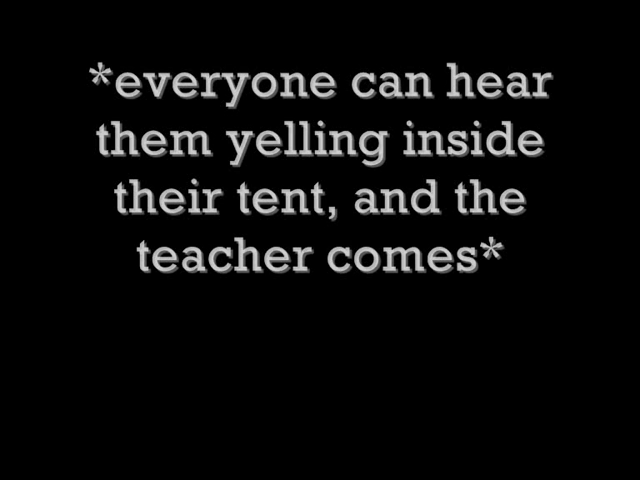 *everyone can hear
them yelling inside
their tent, and the
teacher comes*